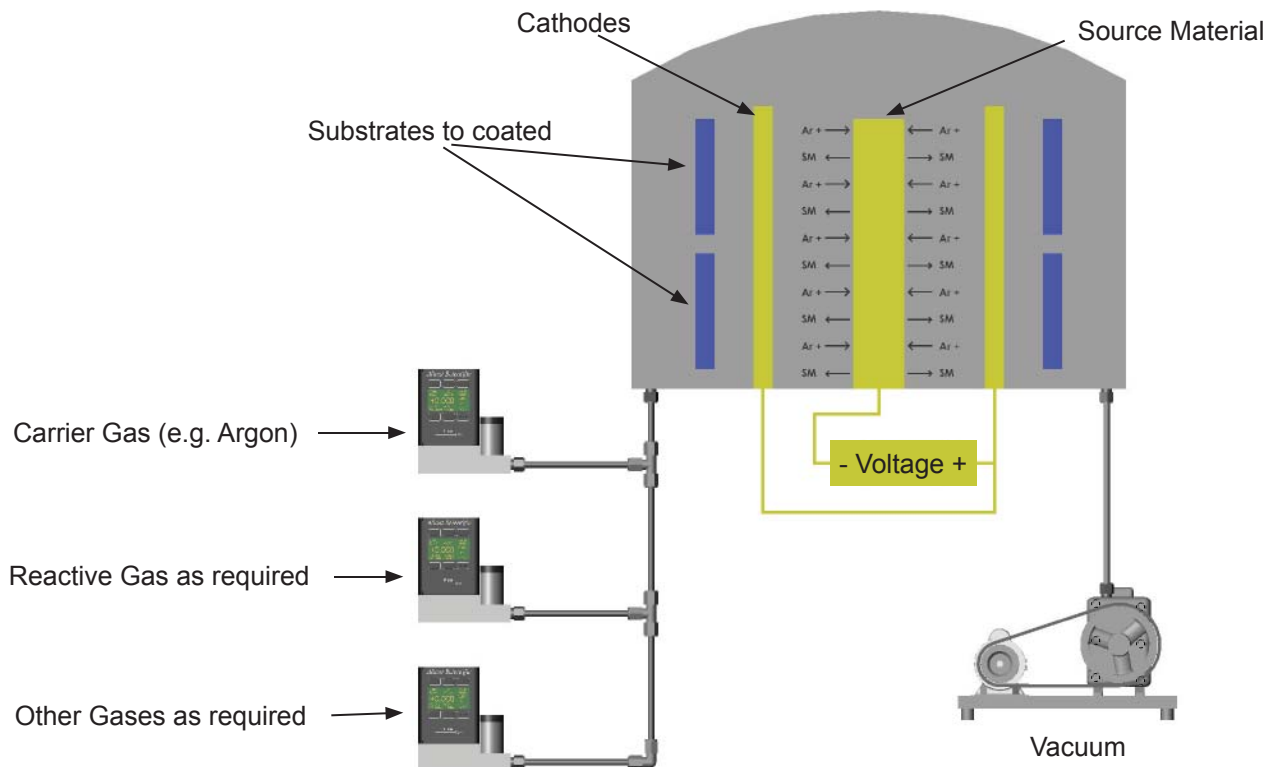 Cathodes
Source Material
Substrates to coated
Ar + Ar +
SM SM
Ar + Ar +
SM SM
Ar + Ar +
SM SM
Ar + Ar +
SM SM
Ar + Ar +
SM SM
Carrier Gas (e.g. Argon)
- Voltage +
Reactive Gas as required
Other Gases as required
Vacuum